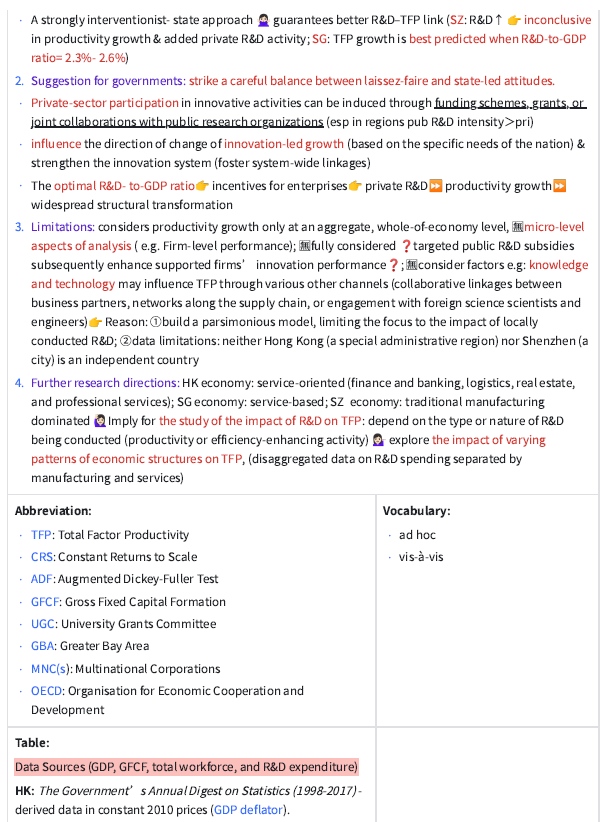 · A strongly interventionist- state approach 🙅🏻‍♀️ guarantees better R&D–TFP link (SZ: R&D↑ 👉 inconclusive
in productivity growth & added private R&D activity; SG: TFP growth is best predicted when R&D-to-GDP
ratio= 2.3%- 2.6%)
2. Suggestion for governments: strike a careful balance between laissez-faire and state-led attitudes.
· Private-sector participation in innovative activities can be induced through funding schemes, grants, or
joint collaborations with public research organizations (esp in regions pub R&D intensity＞pri)
· influence the direction of change of innovation-led growth (based on the specific needs of the nation) &
strengthen the innovation system (foster system-wide linkages)
· The optimal R&D- to-GDP ratio👉 incentives for enterprises👉 private R&D⏩ productivity growth⏩
widespread structural transformation
3. Limitations: considers productivity growth only at an aggregate, whole-of-economy level, 🈚micro-level
aspects of analysis ( e.g. Firm-level performance); 🈚fully considered ❓targeted public R&D subsidies
subsequently enhance supported firms’ innovation performance❓; 🈚consider factors e.g: knowledge
and technology may influence TFP through various other channels (collaborative linkages between
business partners, networks along the supply chain, or engagement with foreign science scientists and
engineers)👉 Reason: ①build a parsimonious model, limiting the focus to the impact of locally
conducted R&D; ②data limitations: neither Hong Kong (a special administrative region) nor Shenzhen (a
city) is an independent country
4. Further research directions: HK economy: service-oriented (finance and banking, logistics, real estate,
and professional services); SG economy: service-based; SZ economy: traditional manufacturing
dominated 🙋🏻‍♀️Imply for the study of the impact of R&D on TFP: depend on the type or nature of R&D
being conducted (productivity or efficiency-enhancing activity) 💁🏻‍♀️ explore the impact of varying
patterns of economic structures on TFP, (disaggregated data on R&D spending separated by
manufacturing and services)
Abbreviation:
· TFP: Total Factor Productivity
· CRS: Constant Returns to Scale
· ADF: Augmented Dickey-Fuller Test
· GFCF: Gross Fixed Capital Formation
· UGC: University Grants Committee
· GBA: Greater Bay Area
· MNC(s): Multinational Corporations
· OECD: Organisation for Economic Cooperation and
Development
Vocabulary:
· ad hoc
· vis-à-vis
Table:
Data Sources (GDP, GFCF, total workforce, and R&D expenditure)
HK: The Government’s Annual Digest on Statistics (1998-2017) -
derived data in constant 2010 prices (GDP deflator).